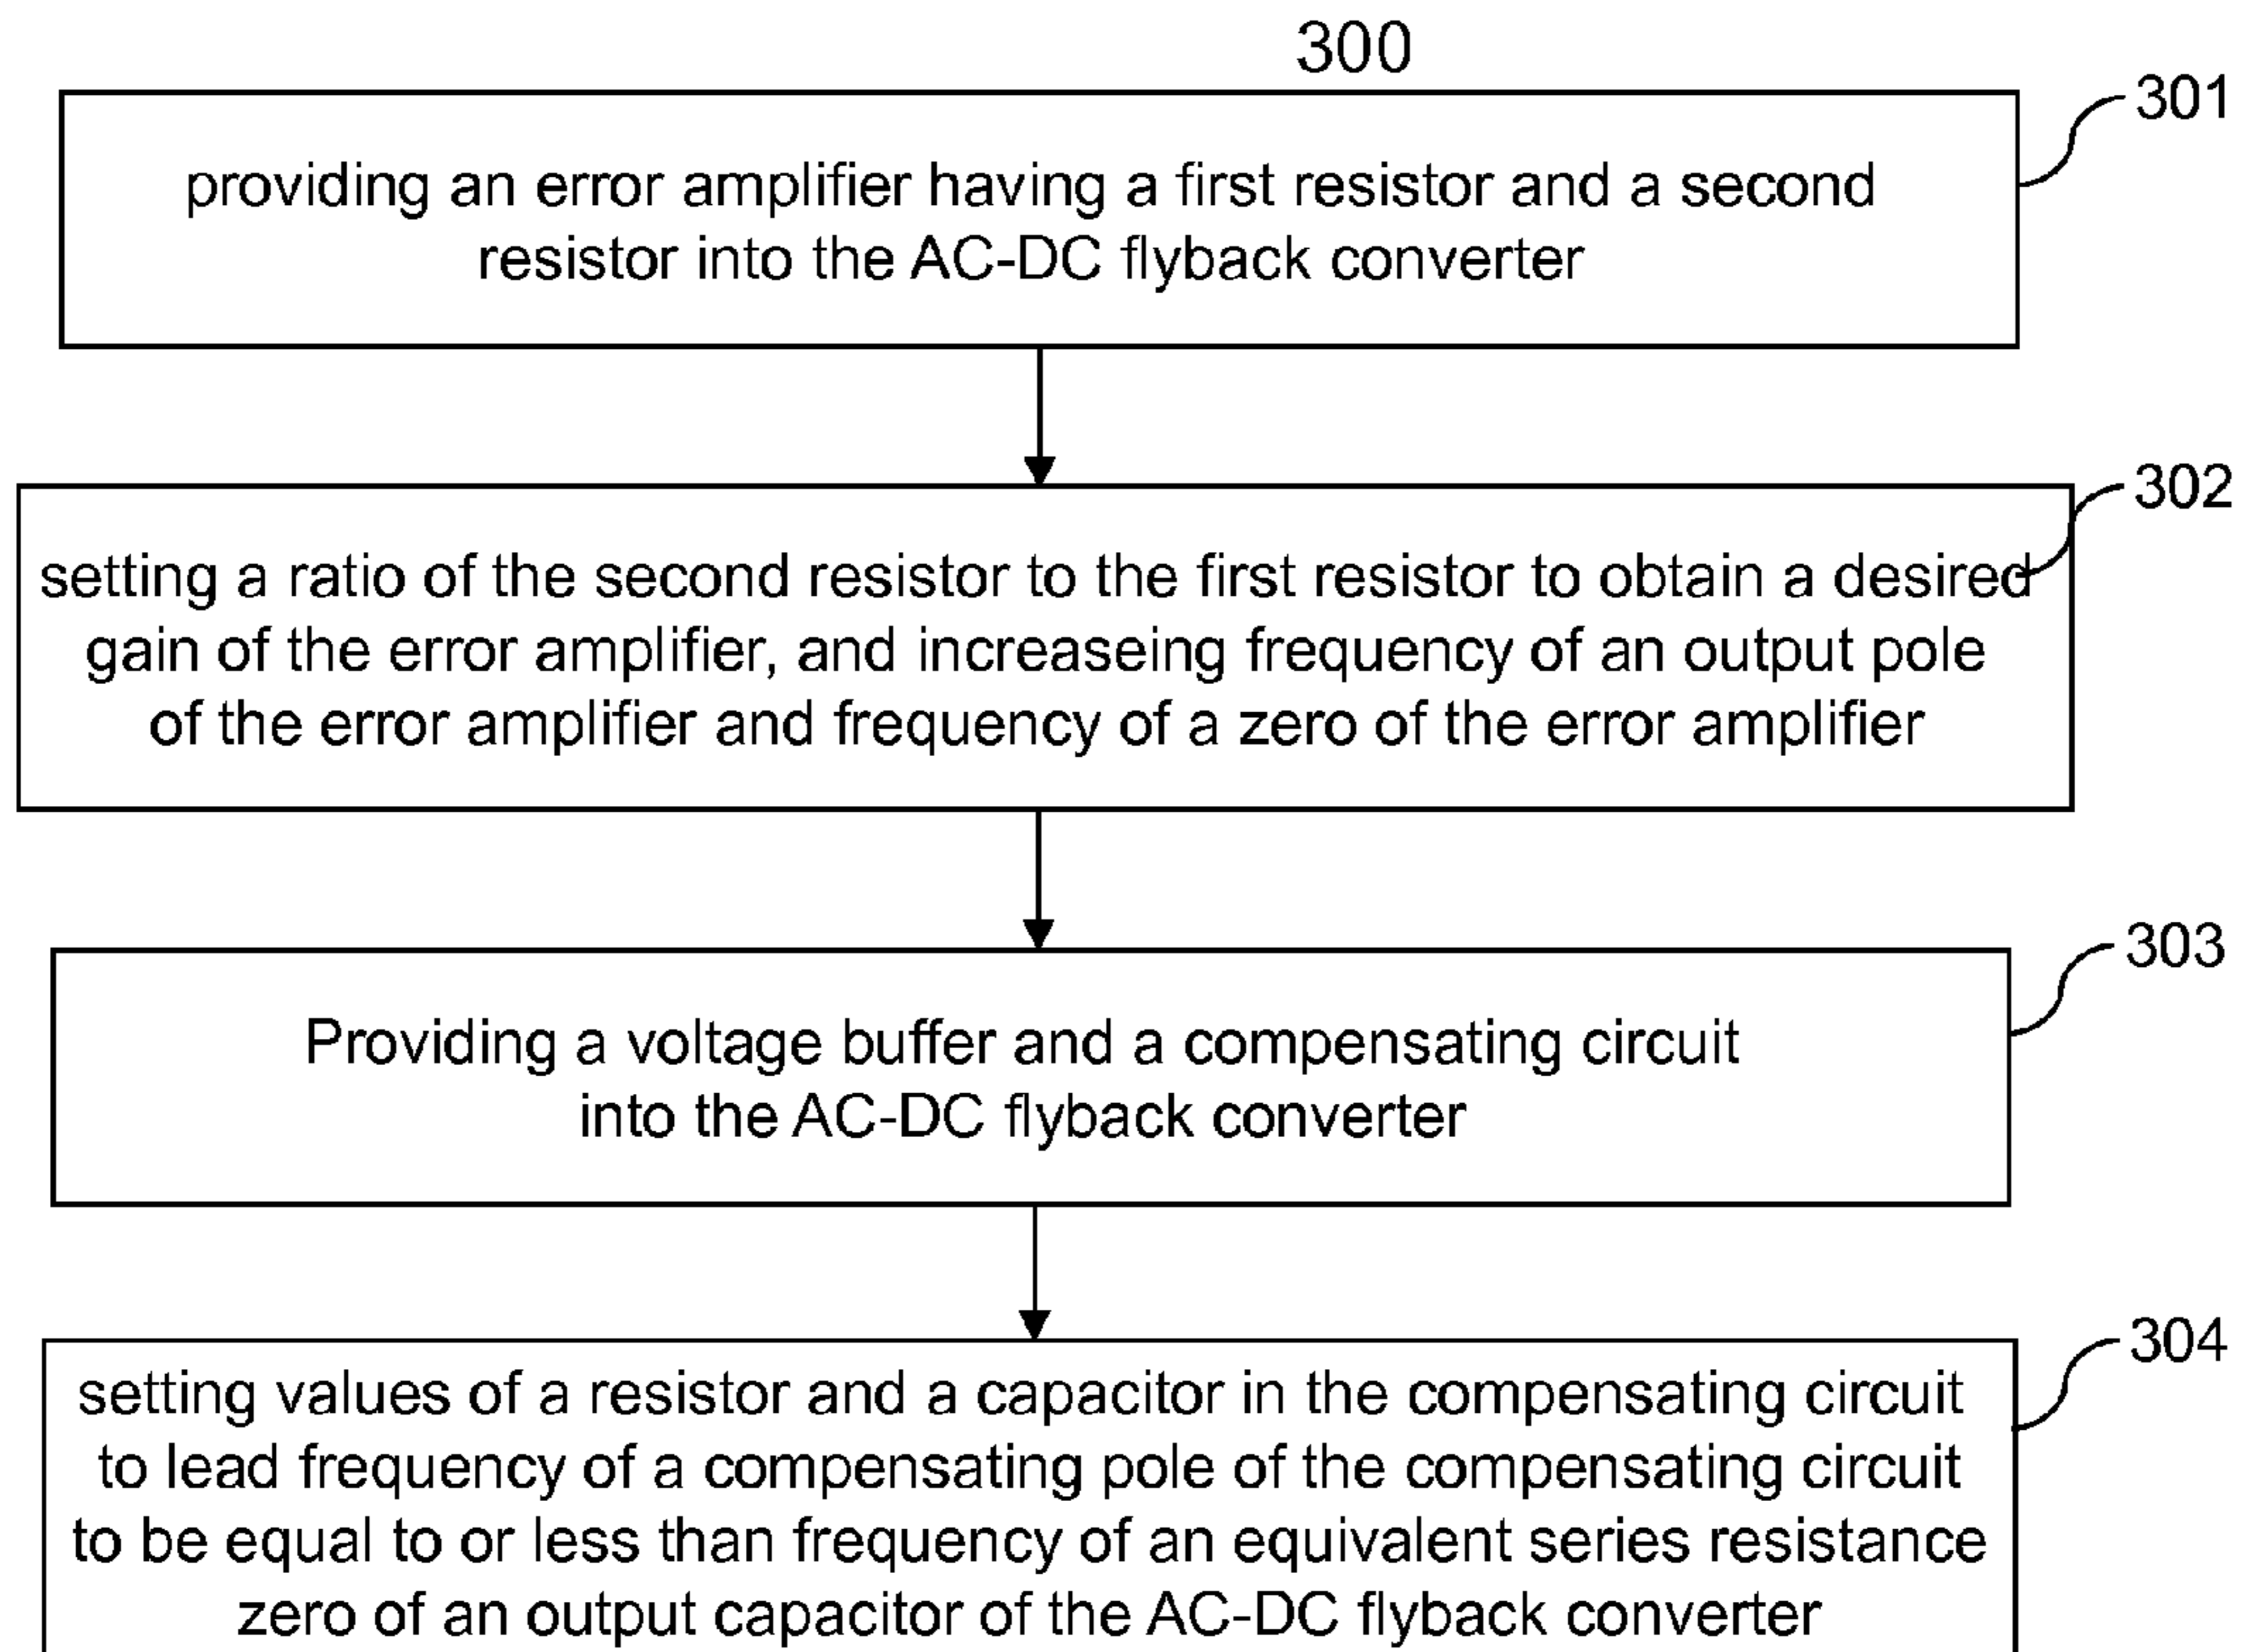 300
301
providing an error amplifier having a first resistor and a second
resistor into the AC-DC flyback converter
302
setting a ratio of the second resistor to the first resistor to obtain a desired
gain of the error amplifier, and increaseing frequency of an output pole
of the error amplifier and frequency of a zero of the error amplifier
303
Providing a voltage buffer and a compensating circuit
into the AC-DC flyback converter
304
setting values of a resistor and a capacitor in the compensating circuit
to lead frequency of a compensating pole of the compensating circuit
to be equal to or less than frequency of an equivalent series resistance
zero of an output capacitor of the AC-DC flyback converter